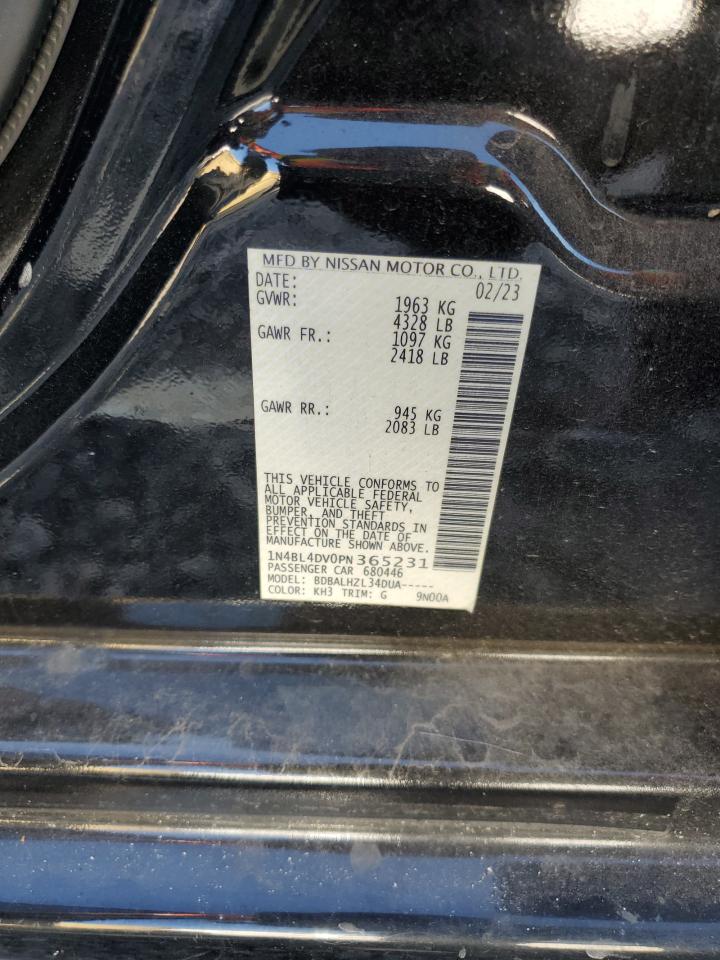 MFD BY NISSAN MOTOR CO., LTD.
DATE: 02/23
GVWR: 1963 KG
4328 LB
GAWR FR.: 1097 KG
2418 LB
GAWR RR.: 945 KG
2083 LB
THIS VEHICLE CONFORMS TO
ALL APPLICABLE FEDERAL
MOTOR VEHICLE SAFETY,
BUMPER, AND THEFT
PREVENTION STANDARDS IN
EFFECT ON THE DATE OF
MANUFACTURE SHOWN ABOVE.
1N4BL4DV0PN365231
PASSENGER CAR 680446
MODEL: BDBALHZL34DUA-----
COLOR: KH3 TRIM: G 9N00A